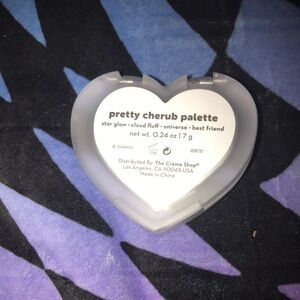 pretty cherub palette
star glow • cloud fluff • universe • best friend
net wt. 0.24 oz | 7 g
© SANRIO
Distributed By: The Crème Shop®
Los Angeles, CA 90065 USA
Made in China